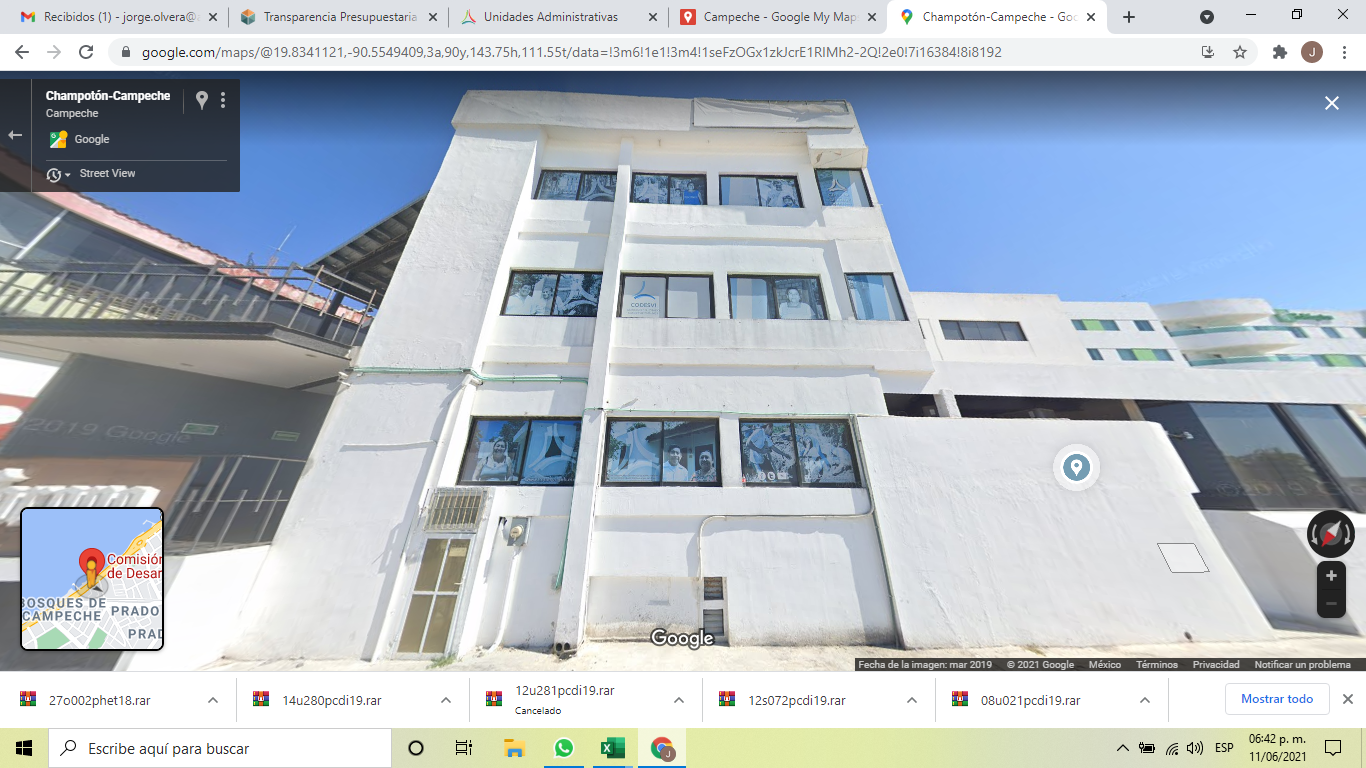 Recibidos (1) - jorge.olvera@
Transparencia Presupuestaria
Unidades Administrativas
Campeche - Google My Map
Champotón-Campeche - Goo
google.com/maps/@19.8341121,-90.5549409,3a,90y,143.75h,111.55t/data=!3m6!1e1!3m4!1seFzOGx1zkJcrE1RIMh2-2Q!2e0!7i16384!8i8192
J
Champotón-Campeche
Campeche
Google
Street View
CODESVI
2019 Google
Comisión
de Desar
BOSQUES DE
CAMPECHE
PRADO
PRAD
Google
Fecha de la imagen: mar 2019 © 2021 Google México Términos Privacidad Notificar un problema
27o002phet18.rar
14u280pcdi19.rar
12u281pcdi19.rar
Cancelado
12s072pcdi19.rar
08u021pcdi19.rar
Mostrar todo
Escribe aquí para buscar
J
ESP
06:42 p. m.
11/06/2021